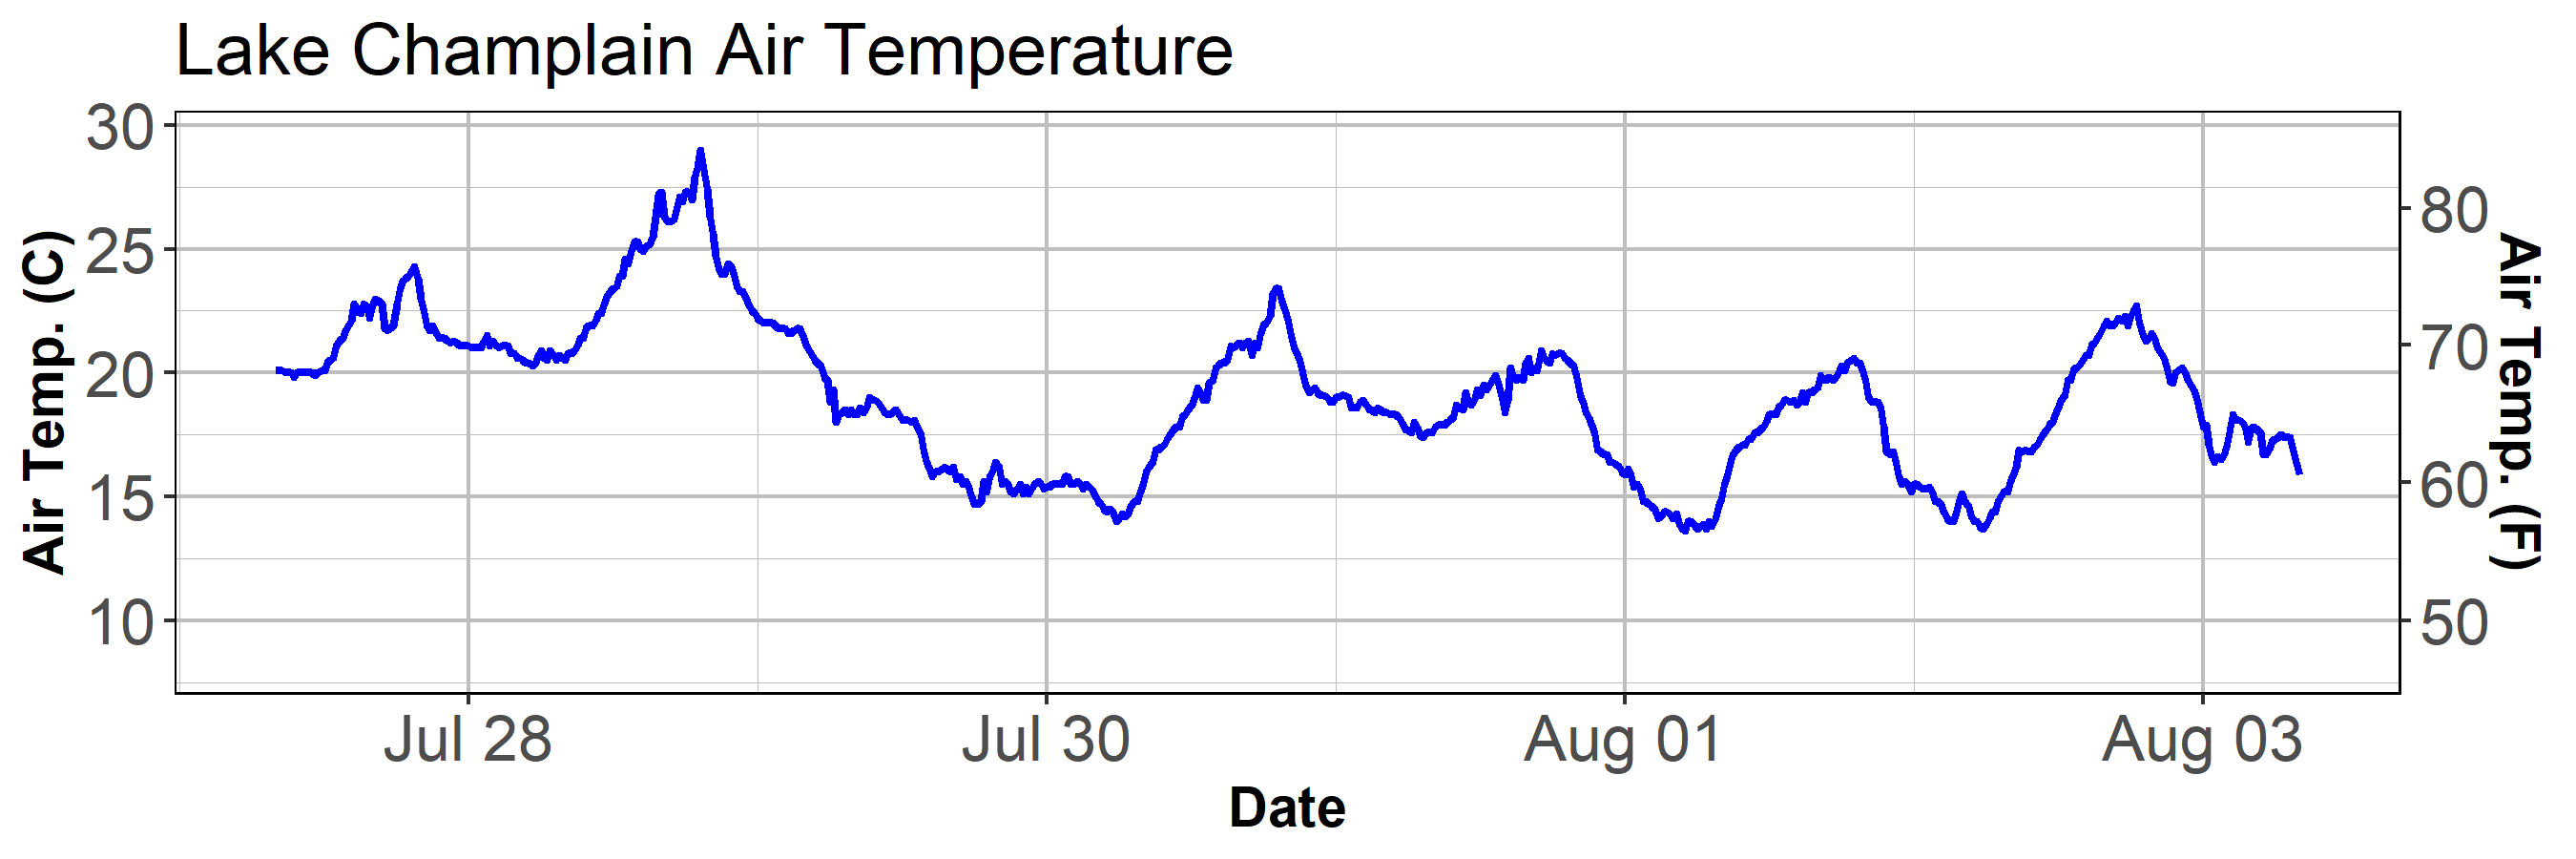 Lake Champlain Air Temperature
30
25
20
15
10
Air Temp. (C)
80
70
60
50
Air Temp. (F)
Jul 28
Jul 30
Aug 01
Aug 03
Date